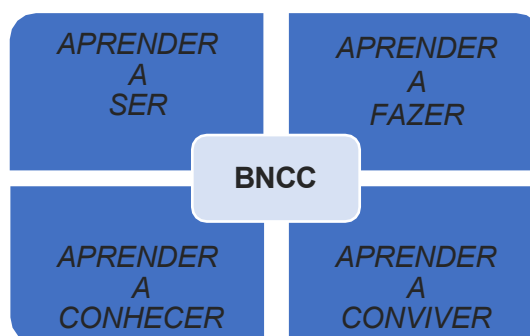 APRENDER
A
SER
APRENDER
A
FAZER
BNCC
APRENDER
A
CONHECER
APRENDER
A
CONVIVER